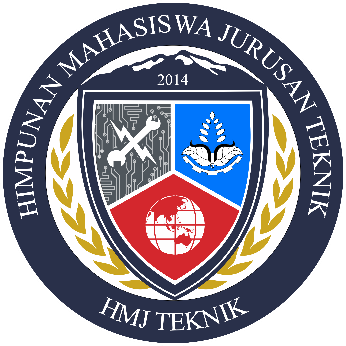 HIMPUNAN MAHASISWA JURUSAN TEKNIK
2014
HMJ TEKNIK